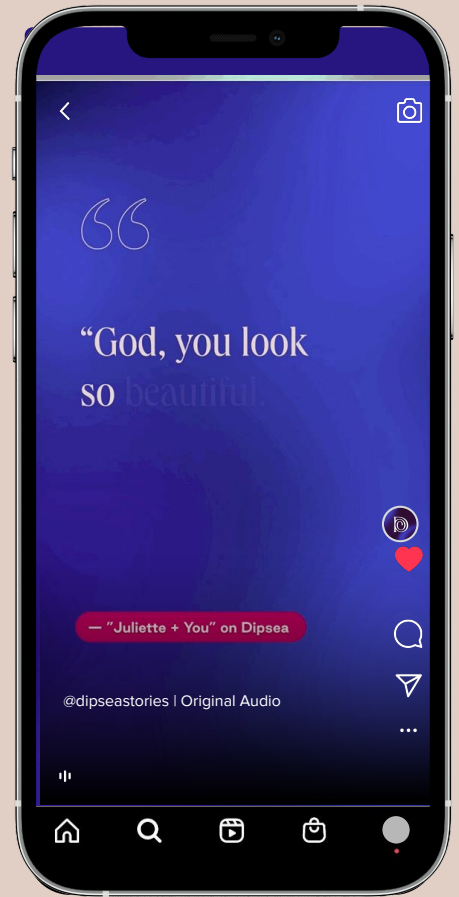 “God, you look
so beautiful.
— ”Juliette + You” on Dipsea
@dipseastories | Original Audio